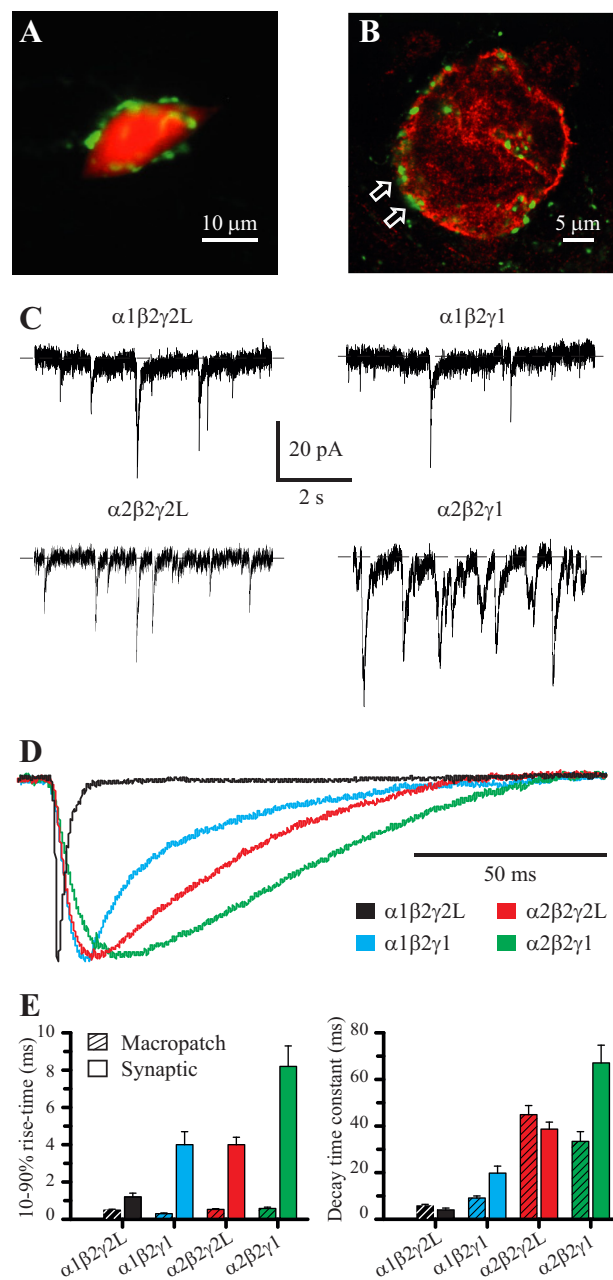 A
B
10 μm
5 μm
C
α1β2γ2L
α1β2γ1
20 pA
2 s
α2β2γ2L
α2β2γ1
D
50 ms
α1β2γ2L
α2β2γ2L
α1β2γ1
α2β2γ1
E
10-90% rise-time (ms)
10
8
6
4
2
0
Macropatch
Synaptic
α1β2γ2L
α1β2γ1
α2β2γ2L
α2β2γ1
Decay time constant (ms)
80
60
40
20
0
α1β2γ2L
α1β2γ1
α2β2γ2L
α2β2γ1